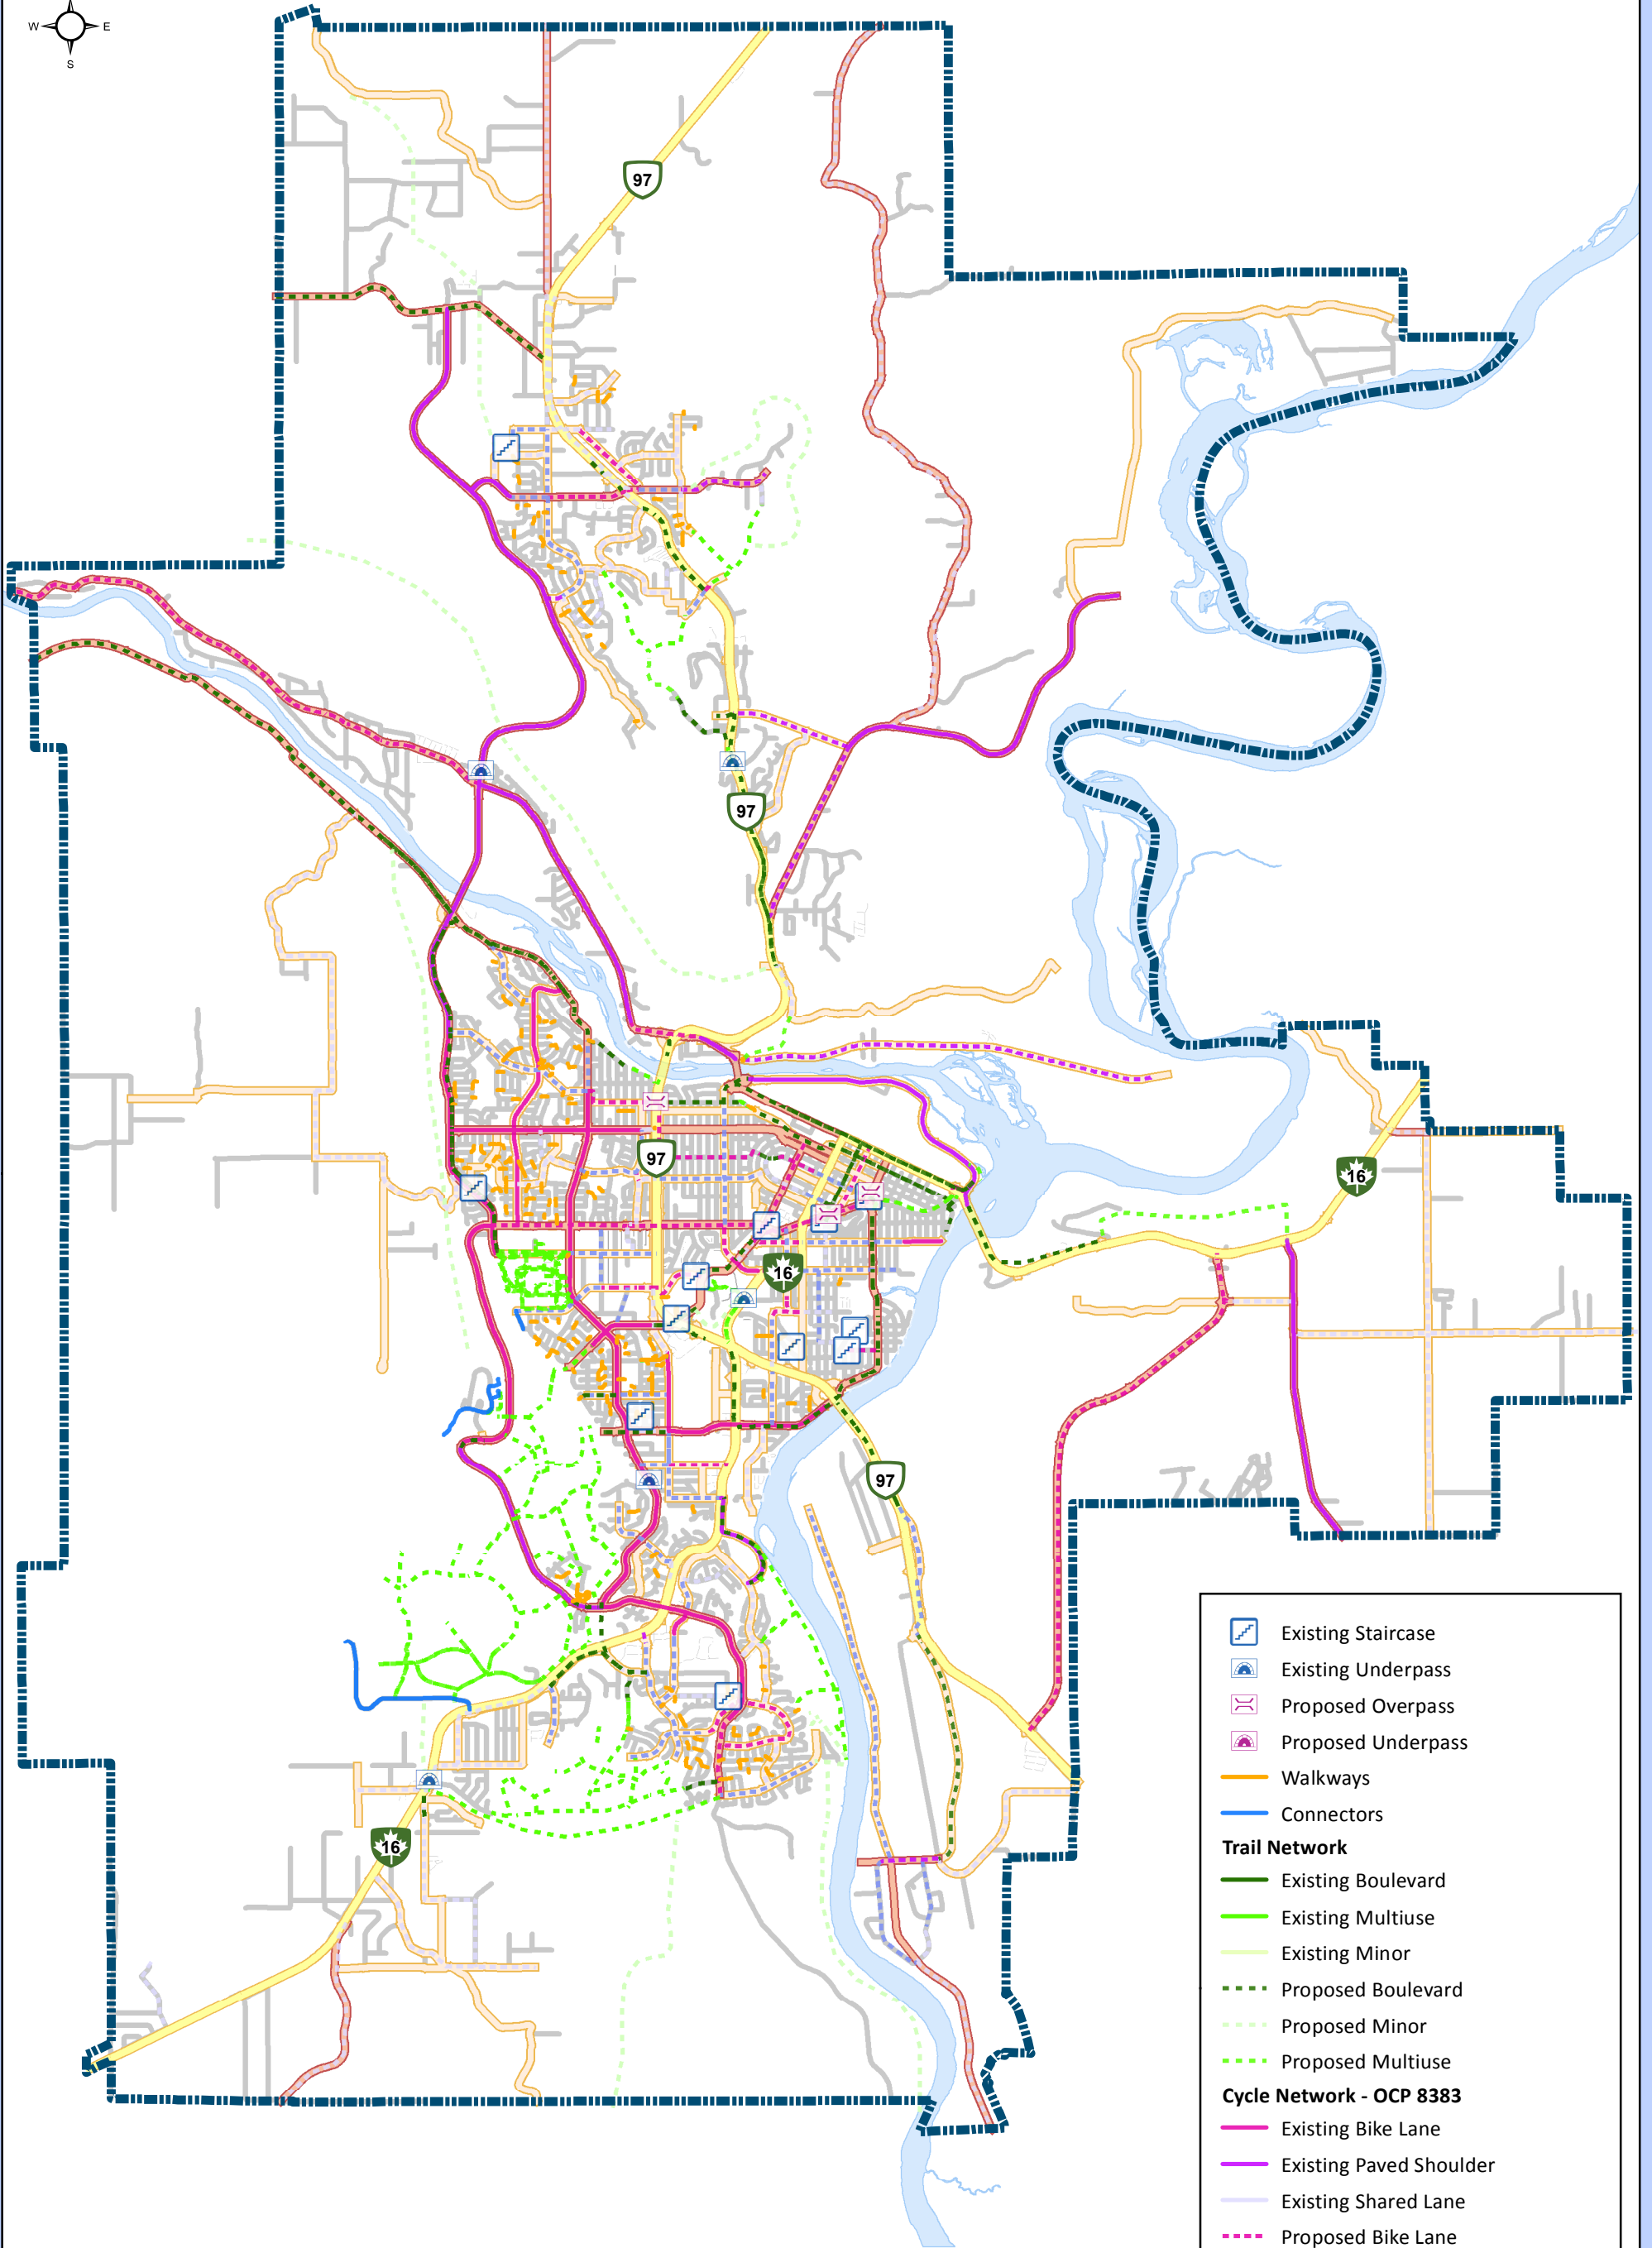 W
E
S
97
97
97
16
16
97
16
Existing Staircase
Existing Underpass
Proposed Overpass
Proposed Underpass
Walkways
Connectors
Trail Network
Existing Boulevard
Existing Multiuse
Existing Minor
Proposed Boulevard
Proposed Minor
Proposed Multiuse
Cycle Network - OCP 8383
Existing Bike Lane
Existing Paved Shoulder
Existing Shared Lane
Proposed Bike Lane